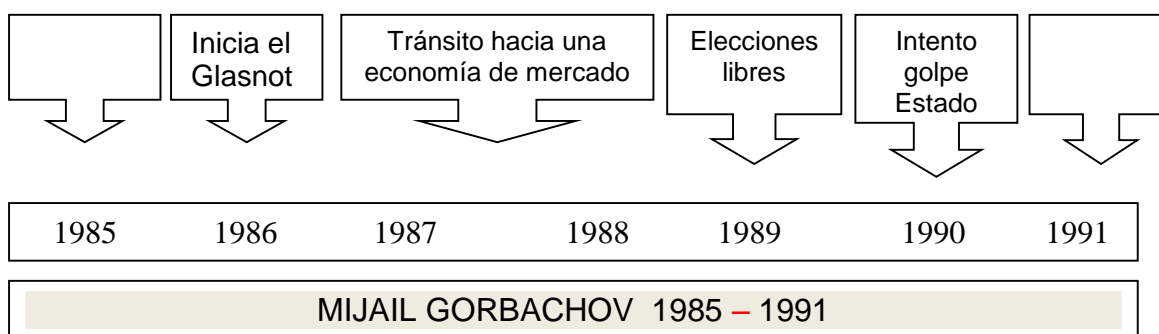 Inicia el
Glasnot
Tránsito hacia una
economía de mercado
Elecciones
libres
Intento
golpe
Estado
1985 1986 1987 1988 1989 1990 1991
MIJAIL GORBACHOV 1985 – 1991